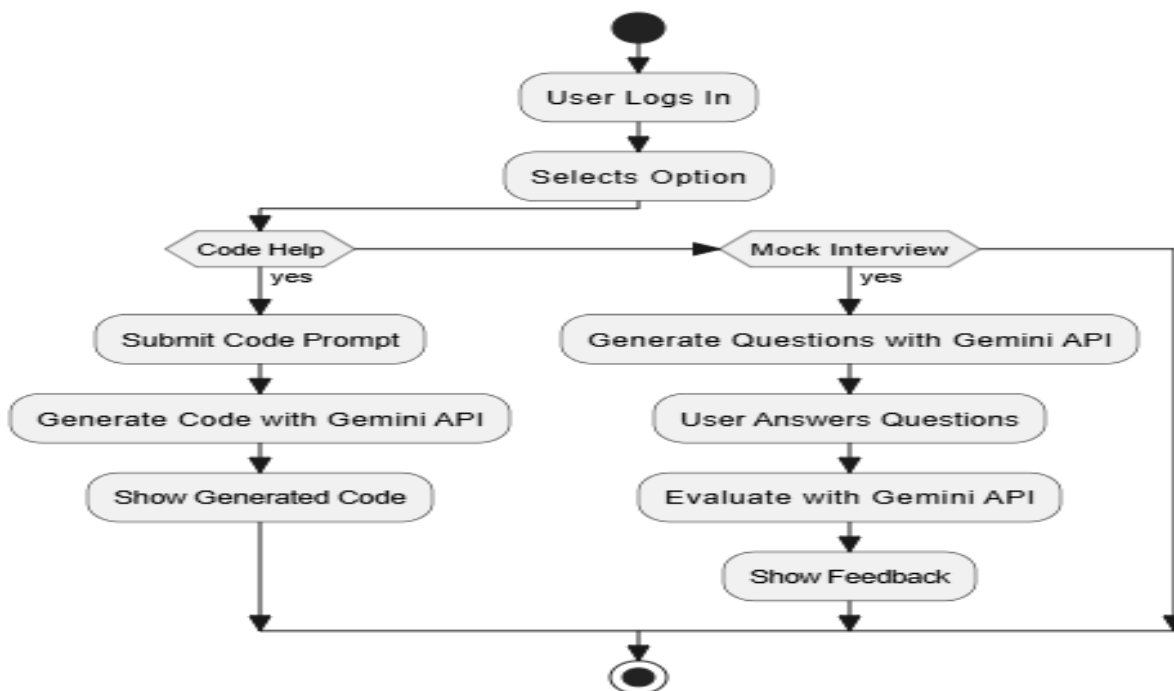 User Logs In
Selects Option
Code Help
Mock Interview
yes
yes
Submit Code Prompt
Generate Questions with Gemini API
Generate Code with Gemini API
User Answers Questions
Show Generated Code
Evaluate with Gemini API
Show Feedback